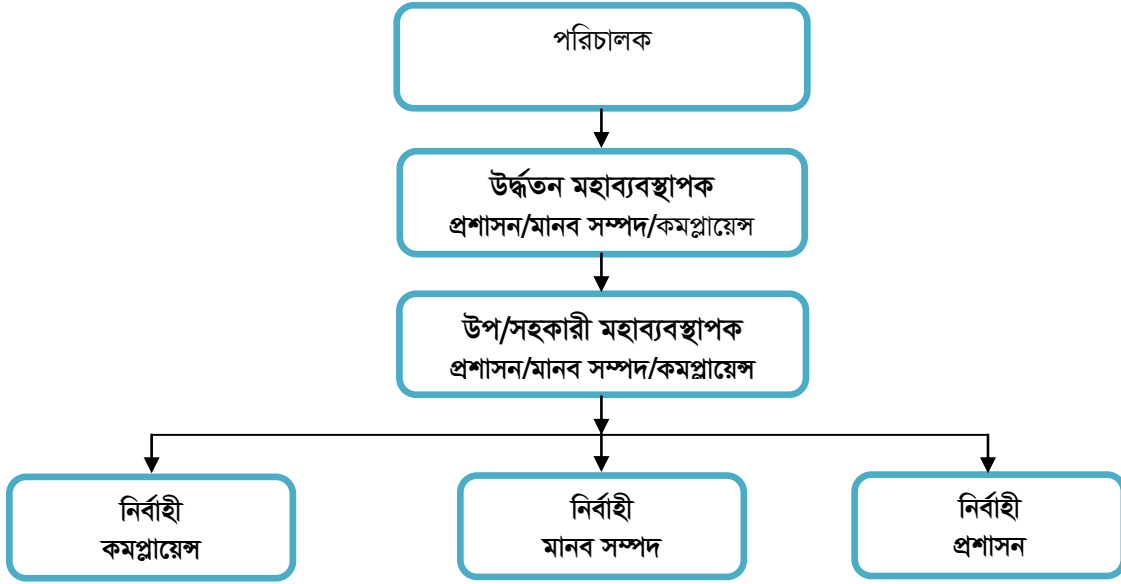 পরিচালক
উর্দ্ধতন মহাব্যবস্থাপক
প্রশাসন/মানব সম্পদ/কমপ্লায়েন্স
উপ/সহকারী মহাব্যবস্থাপক
প্রশাসন/মানব সম্পদ/কমপ্লায়েন্স
নির্বাহী
কমপ্লায়েন্স
নির্বাহী
মানব সম্পদ
নির্বাহী
প্রশাসন